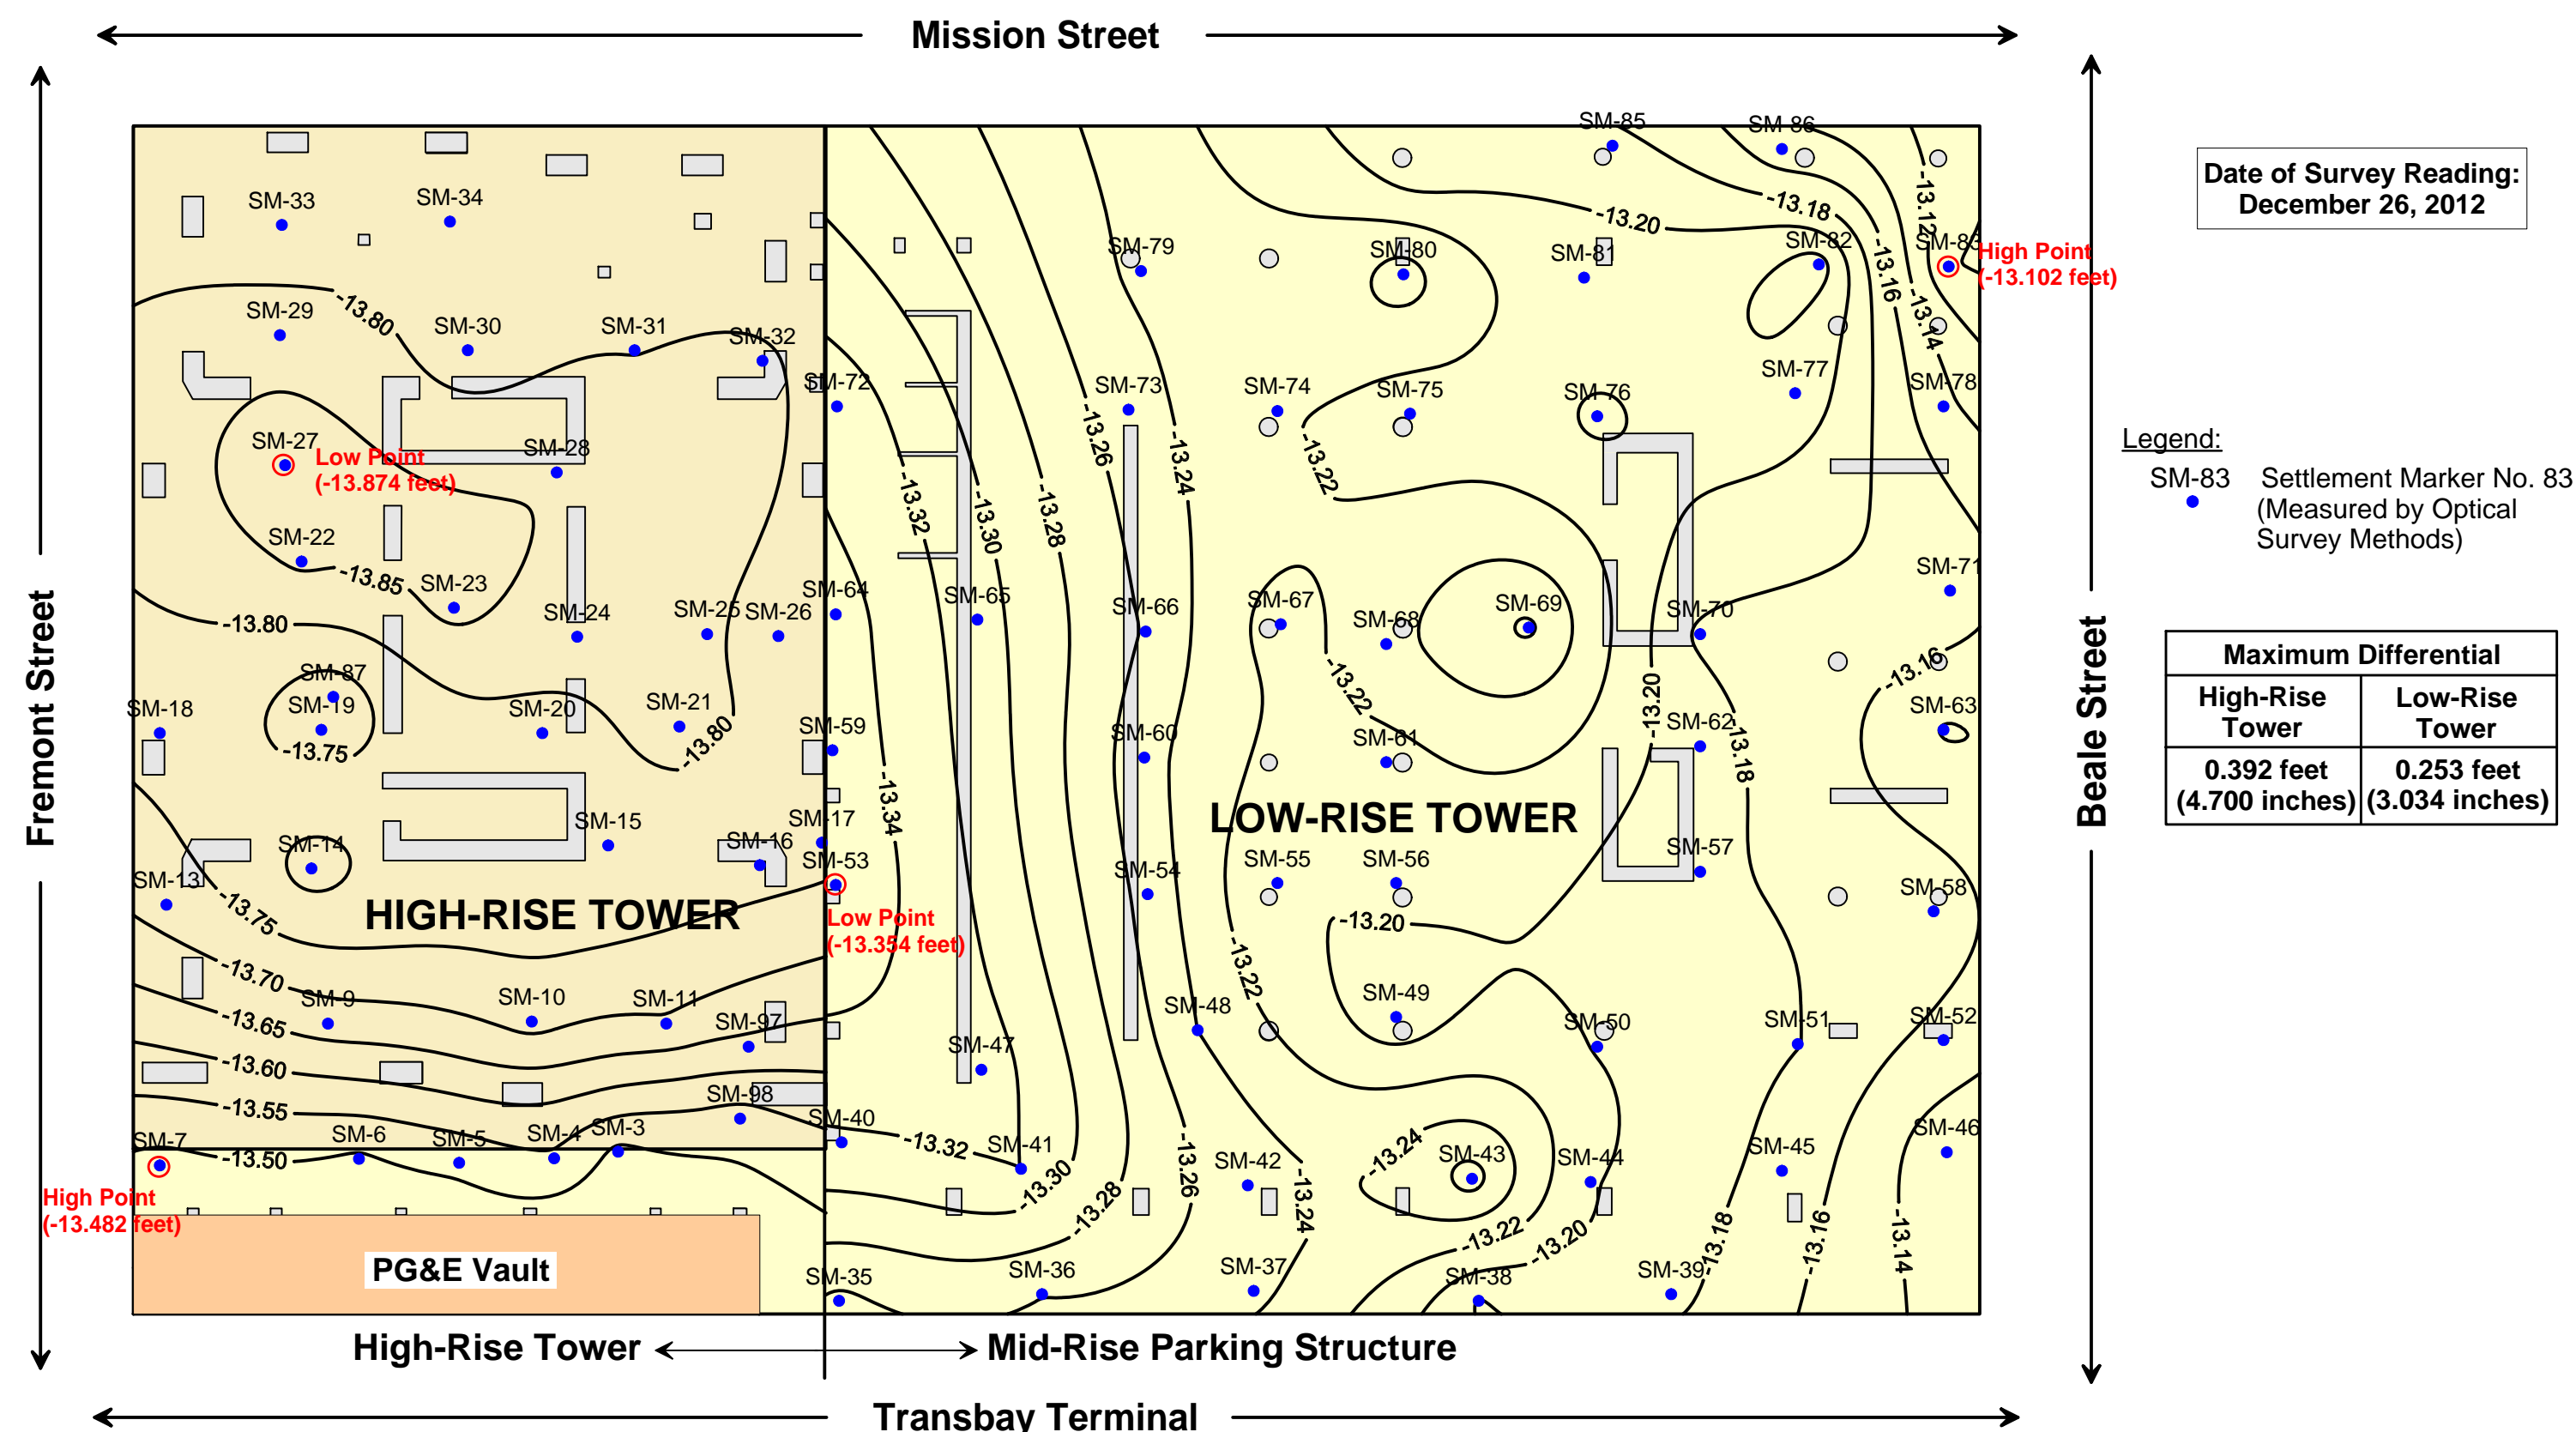 Mission Street
Fremont Street
Beale Street
Transbay Terminal
Date of Survey Reading:
December 26, 2012
SM-85
SM-86
SM-33
SM-34
-13.12
-13.18
-13.20
SM-79
SM-80
SM-81
SM-82
SM-83
High Point
(-13.102 feet)
-13.16
-13.14
-13.80
SM-29
SM-30
SM-31
SM-32
SM-72
SM-73
SM-74
SM-75
SM-76
SM-77
SM-78
-13.26
-13.24
-13.22
SM-27
Low Point
(-13.874 feet)
SM-28
-13.32
-13.30
-13.28
Legend:
SM-83
Settlement Marker No. 83
(Measured by Optical
Survey Methods)
SM-22
-13.85
SM-23
SM-24
SM-25
SM-26
SM-64
SM-65
SM-66
SM-67
SM-68
SM-69
SM-70
SM-71
-13.80
-13.22
-13.20
-13.16
SM-87
SM-19
-13.75
SM-18
SM-20
SM-21
-13.80
SM-59
SM-60
SM-61
SM-62
-13.18
SM-63
Maximum Differential
High-Rise
Tower
Low-Rise
Tower
0.392 feet
(4.700 inches)
0.253 feet
(3.034 inches)
-13.34
LOW-RISE TOWER
SM-14
SM-15
SM-16
SM-17
SM-53
Low Point
(-13.354 feet)
SM-54
SM-55
SM-56
SM-57
SM-58
SM-13
-13.75
HIGH-RISE TOWER
-13.20
-13.22
-13.70
SM-9
SM-10
SM-11
SM-97
-13.65
SM-47
SM-48
SM-49
SM-50
SM-51
SM-52
-13.60
-13.55
SM-98
SM-7
-13.50
SM-6
SM-5
SM-4
SM-3
SM-40
-13.32
SM-41
-13.30
-13.28
-13.26
SM-42
-13.24
-13.24
SM-43
SM-44
SM-45
SM-46
High Point
(-13.482 feet)
-13.22
-13.20
-13.18
-13.16
-13.14
PG&E Vault
SM-35
SM-36
SM-37
SM-38
SM-39
High-Rise Tower
Mid-Rise Parking Structure